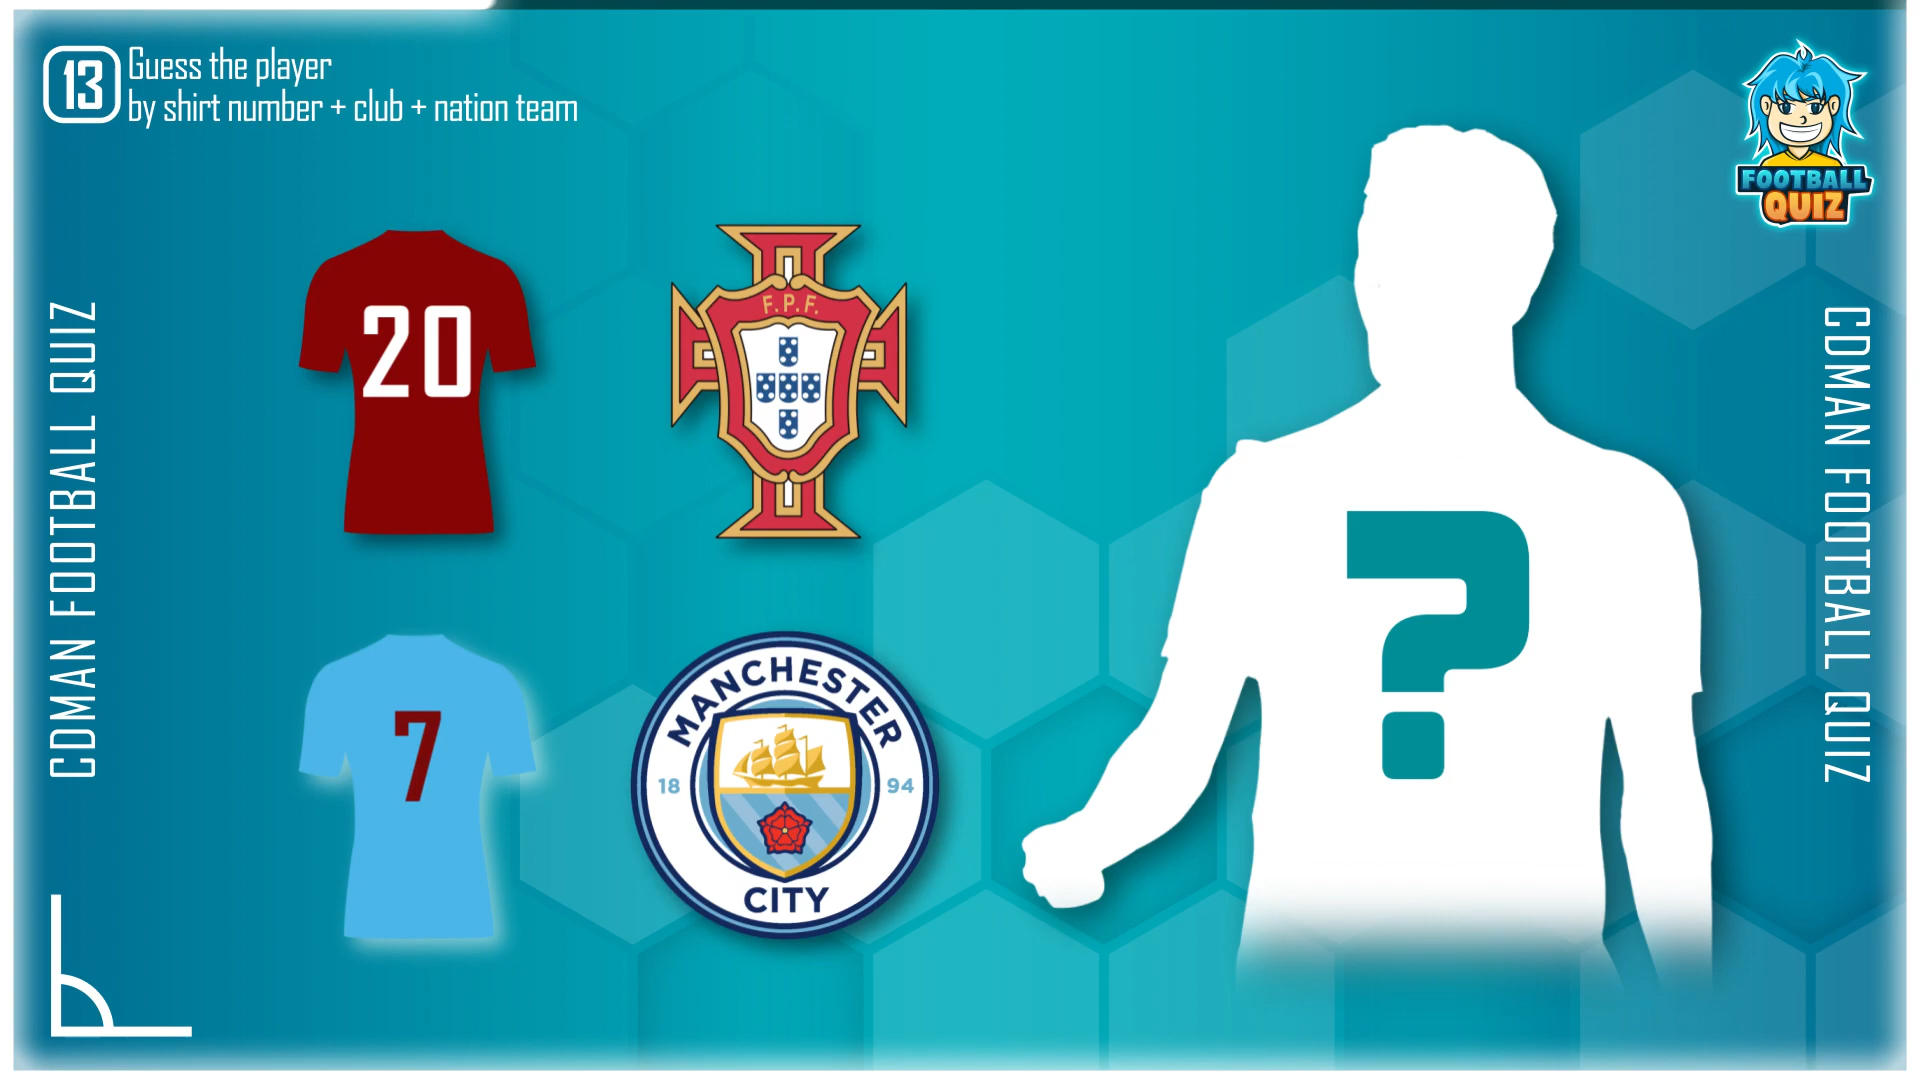 13
Guess the player
by shirt number + club + nation team
FOOTBALL
QUIZ
CDMAN FOOTBALL QUIZ
20
F.P.F.
7
MANCHESTER
18 94
CITY
?
CDMAN FOOTBALL QUIZ